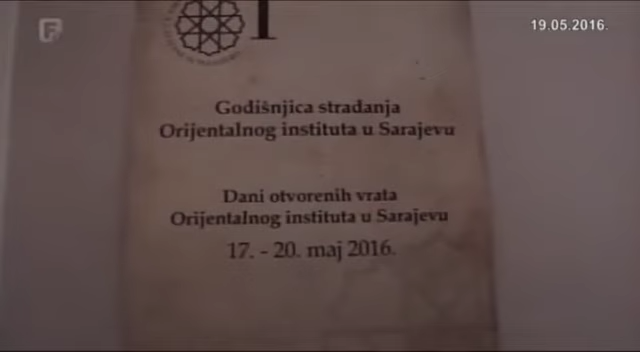 19.05.2016.
Godišnjica stradanja
Orijentalnog instituta u Sarajevu
Dani otvorenih vrata
Orijentalnog instituta u Sarajevu
17. - 20. maj 2016.